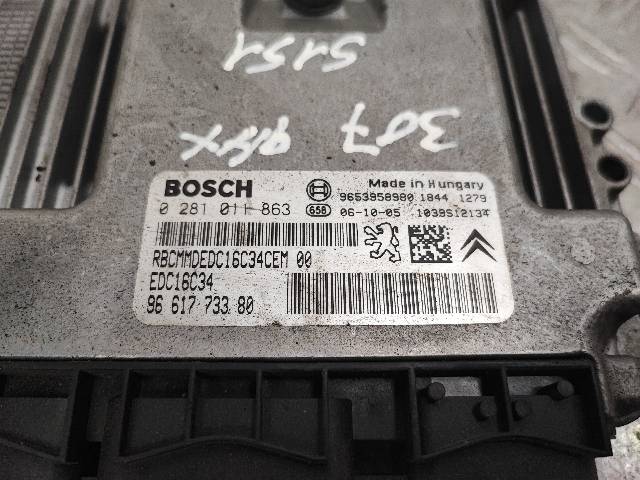 5151
307 9HX
BOSCH
Made in Hungary
0 281 011 863
658
9653958980 1844 1279
06-10-05 1039S12134
RBCMMDEDC16C34CEM 00
EDC16C34
96 617 733 80